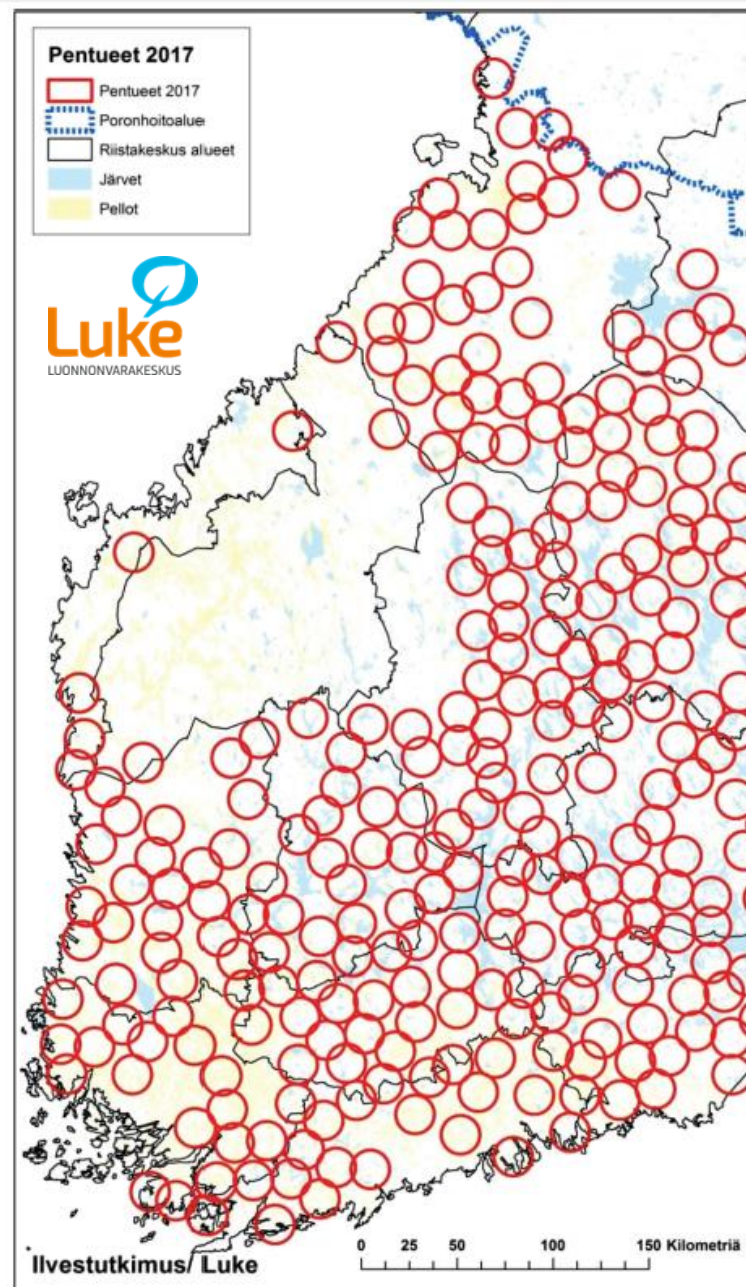 Pentueet 2017
Pentueet 2017
Poronhoitoalue
Riistakeskus alueet
Järvet
Pellot
Luke
LUONNONVARAKESKUS
Ilvestutkimus/ Luke
0 25 50 100 150 Kilometriä